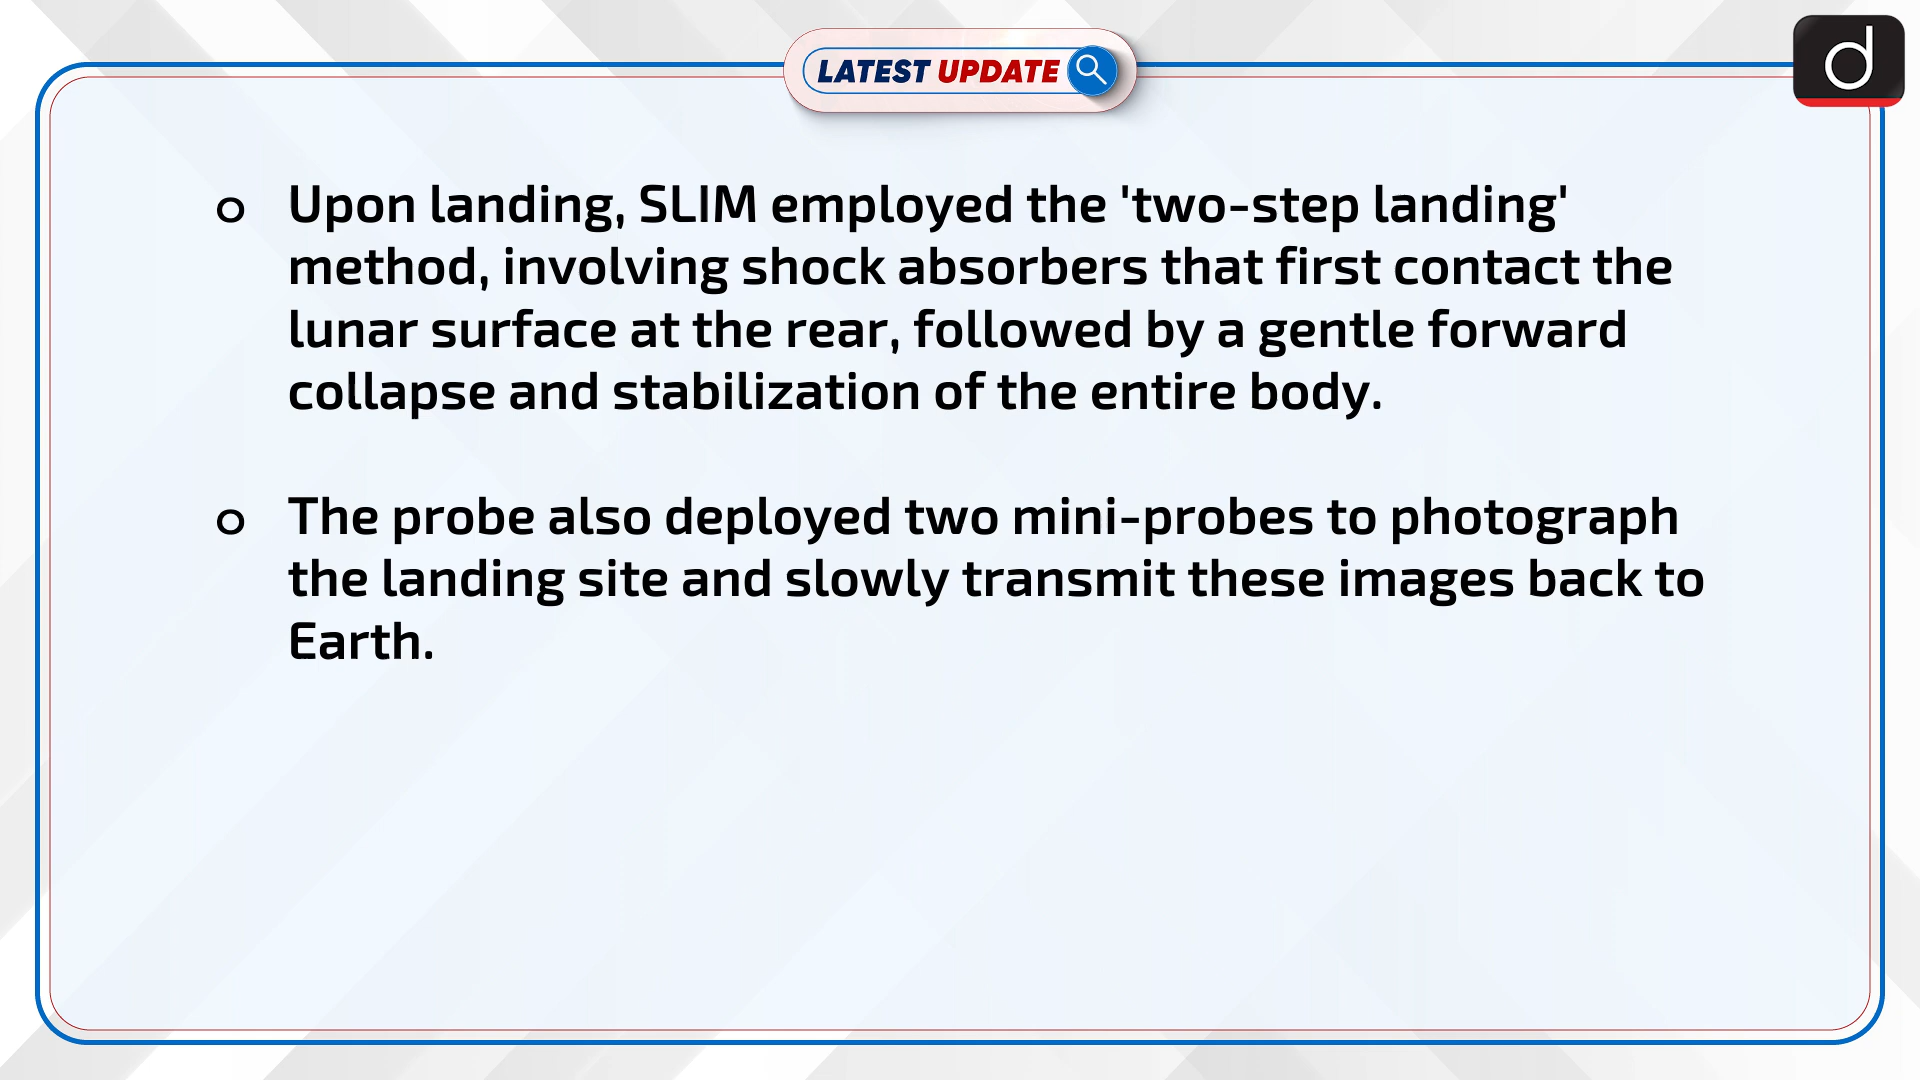 LATEST UPDATE
d
o Upon landing, SLIM employed the 'two-step landing'
method, involving shock absorbers that first contact the
lunar surface at the rear, followed by a gentle forward
collapse and stabilization of the entire body.
o The probe also deployed two mini-probes to photograph
the landing site and slowly transmit these images back to
Earth.